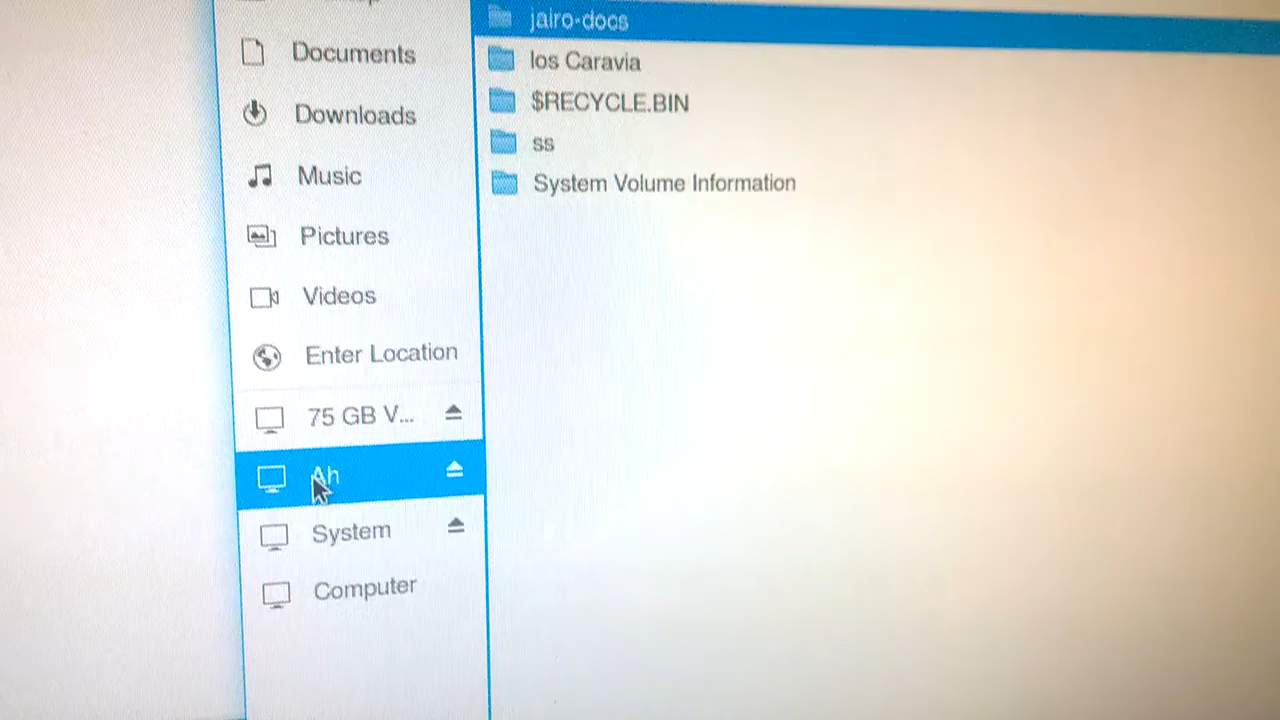 Documents
Downloads
Music
Pictures
Videos
Enter Location
75 GB V...
Ah
System
Computer
jairo-docs
los Caravia
$RECYCLE.BIN
ss
System Volume Information